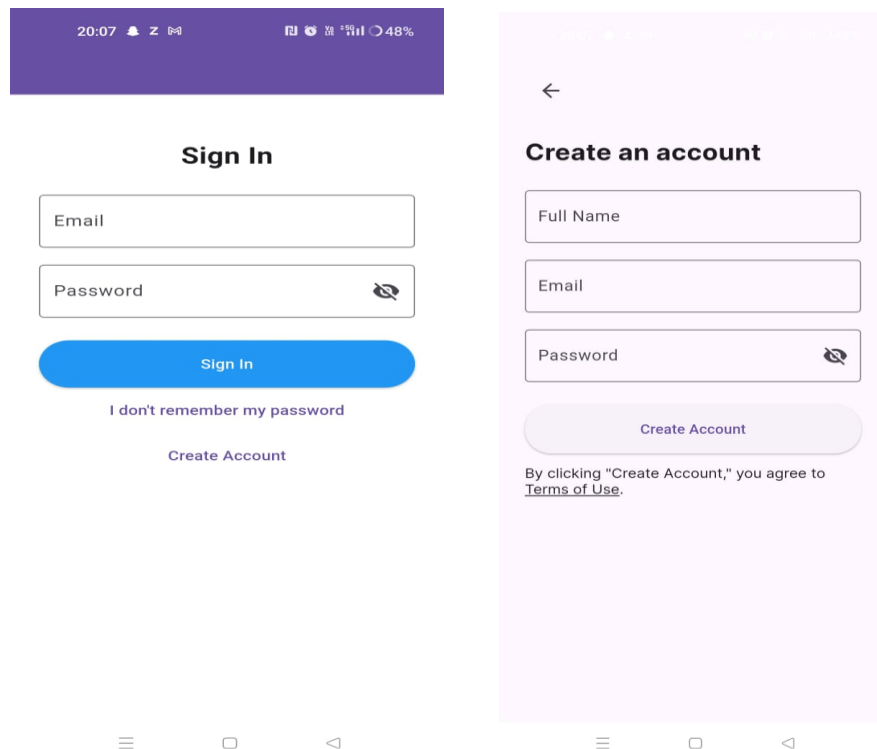 20:07 Z 48%
Sign In
Email
Password
Sign In
I don't remember my password
Create Account
Create an account
Full Name
Email
Password
Create Account
By clicking "Create Account," you agree to
Terms of Use.